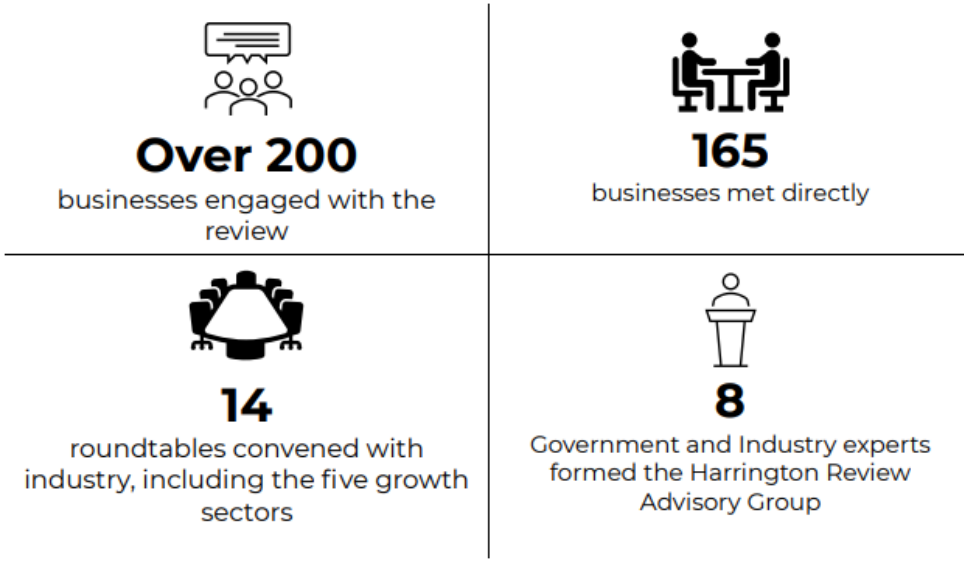 Over 200
businesses engaged with the
review
165
businesses met directly
14
roundtables convened with
industry, including the five growth
sectors
8
Government and Industry experts
formed the Harrington Review
Advisory Group